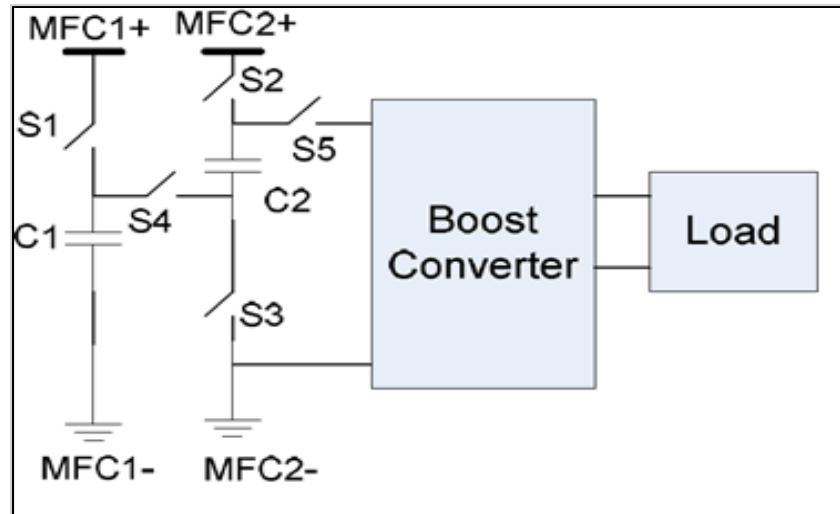 MFC1+
MFC2+
S2
S1
S5
C2
S4
C1
S3
Boost
Converter
Load
MFC1-
MFC2-